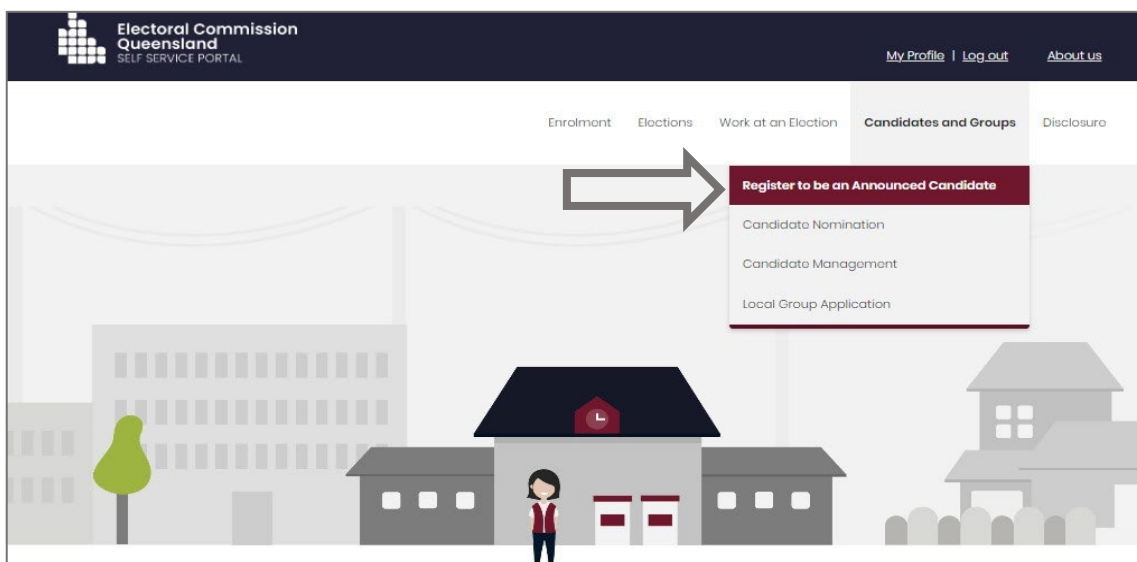 Electoral Commission
Queensland
SELF SERVICE PORTAL
My Profile | Log out About us
Enrolment Elections Work at an Election Candidates and Groups Disclosure
Register to be an Announced Candidate
Candidate Nomination
Candidate Management
Local Group Application